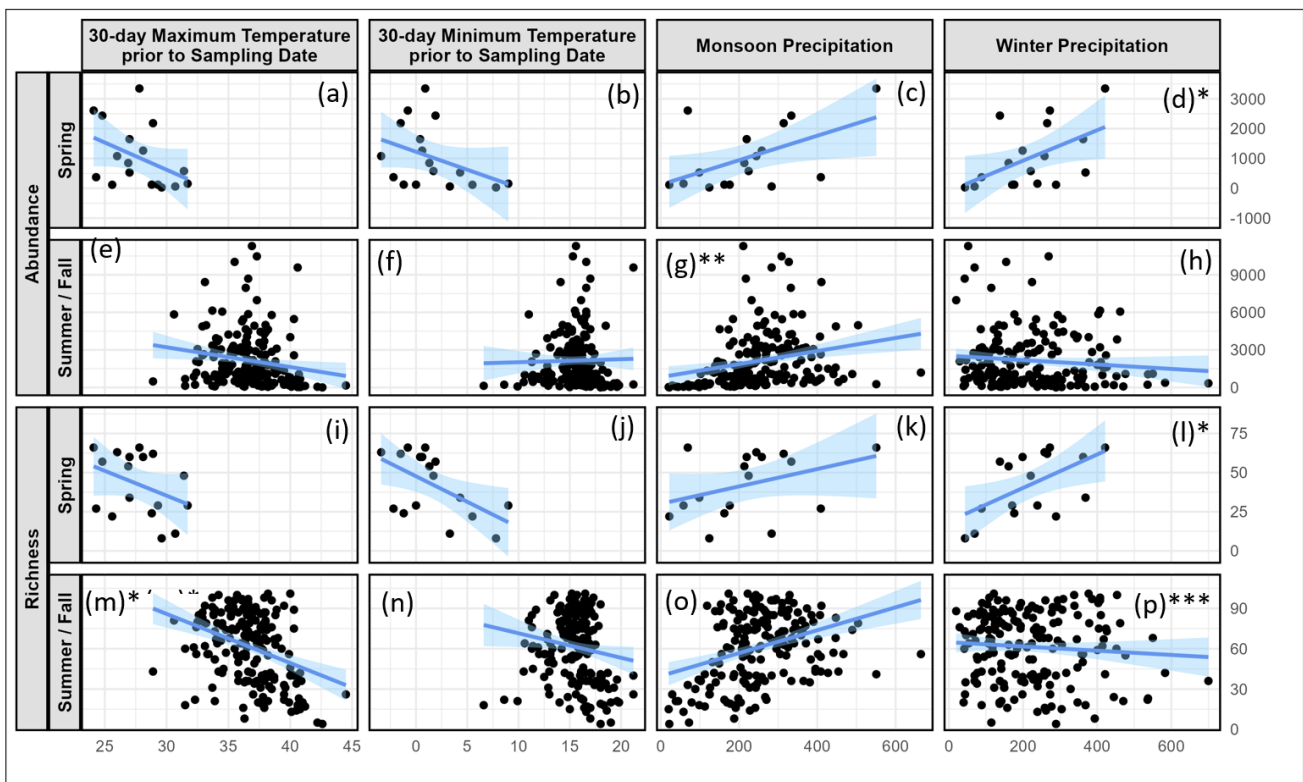 30-day Maximum Temperature
prior to Sampling Date
30-day Minimum Temperature
prior to Sampling Date
Monsoon Precipitation
Winter Precipitation
Abundance
Spring
(a)
(b)
(c)
(d)*
3000
2000
1000
0
-1000
Summer / Fall
(e)
(f)
(g)**
(h)
9000
6000
3000
0
Richness
Spring
(i)
(j)
(k)
(l)*
75
50
25
0
Summer / Fall
(m)*
(n)
(o)
(p)***
90
60
30
0
25 30 35 40 45
0 5 10 15 20
0 200 400 600
0 200 400 600